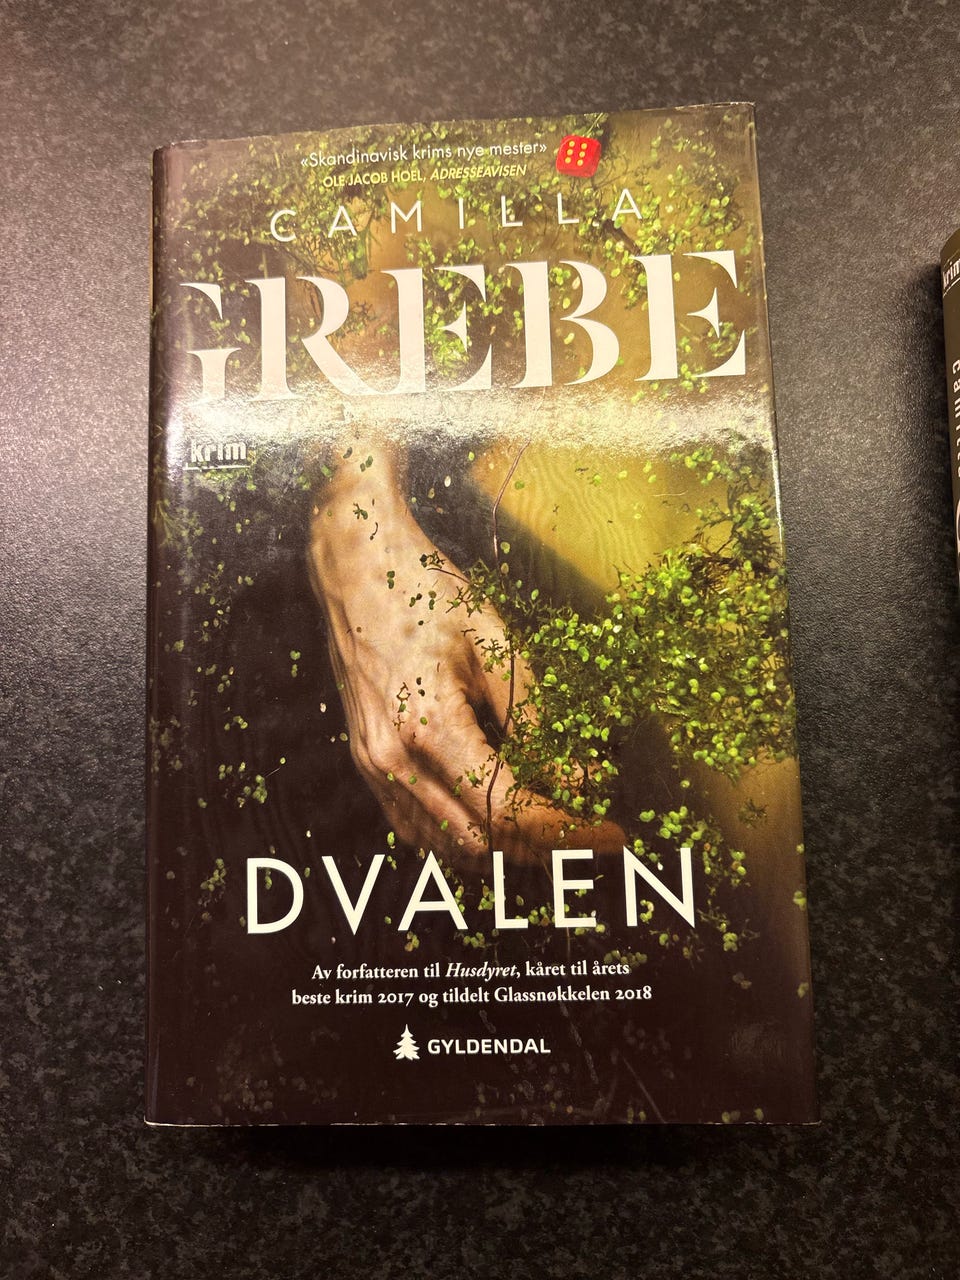 «Skandinavisk krims nye mester»
OLE JACOB HOEL, ADRESSEAVISEN
CAMILLA
GREBE
krim
DVALEN
Av forfatteren til Husdyret, kåret til årets
beste krim 2017 og tildelt Glassnøkkelen 2018
GYLDENDAL
krim